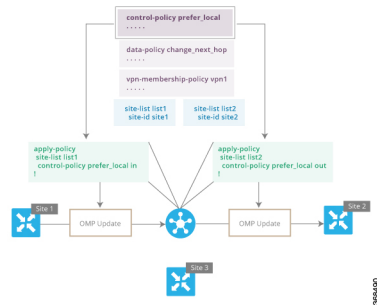 control-policy prefer_local
. . . . .
data-policy change_next_hop
. . . . .
vpn-membership-policy vpn1
. . . . .
site-list list1
site-id site1
site-list list2
site-id site2
apply-policy
site-list list1
control-policy prefer_local in
!
apply-policy
site-list list2
control-policy prefer_local out
!
Site 1
OMP Update
OMP Update
Site 2
Site 3
368490